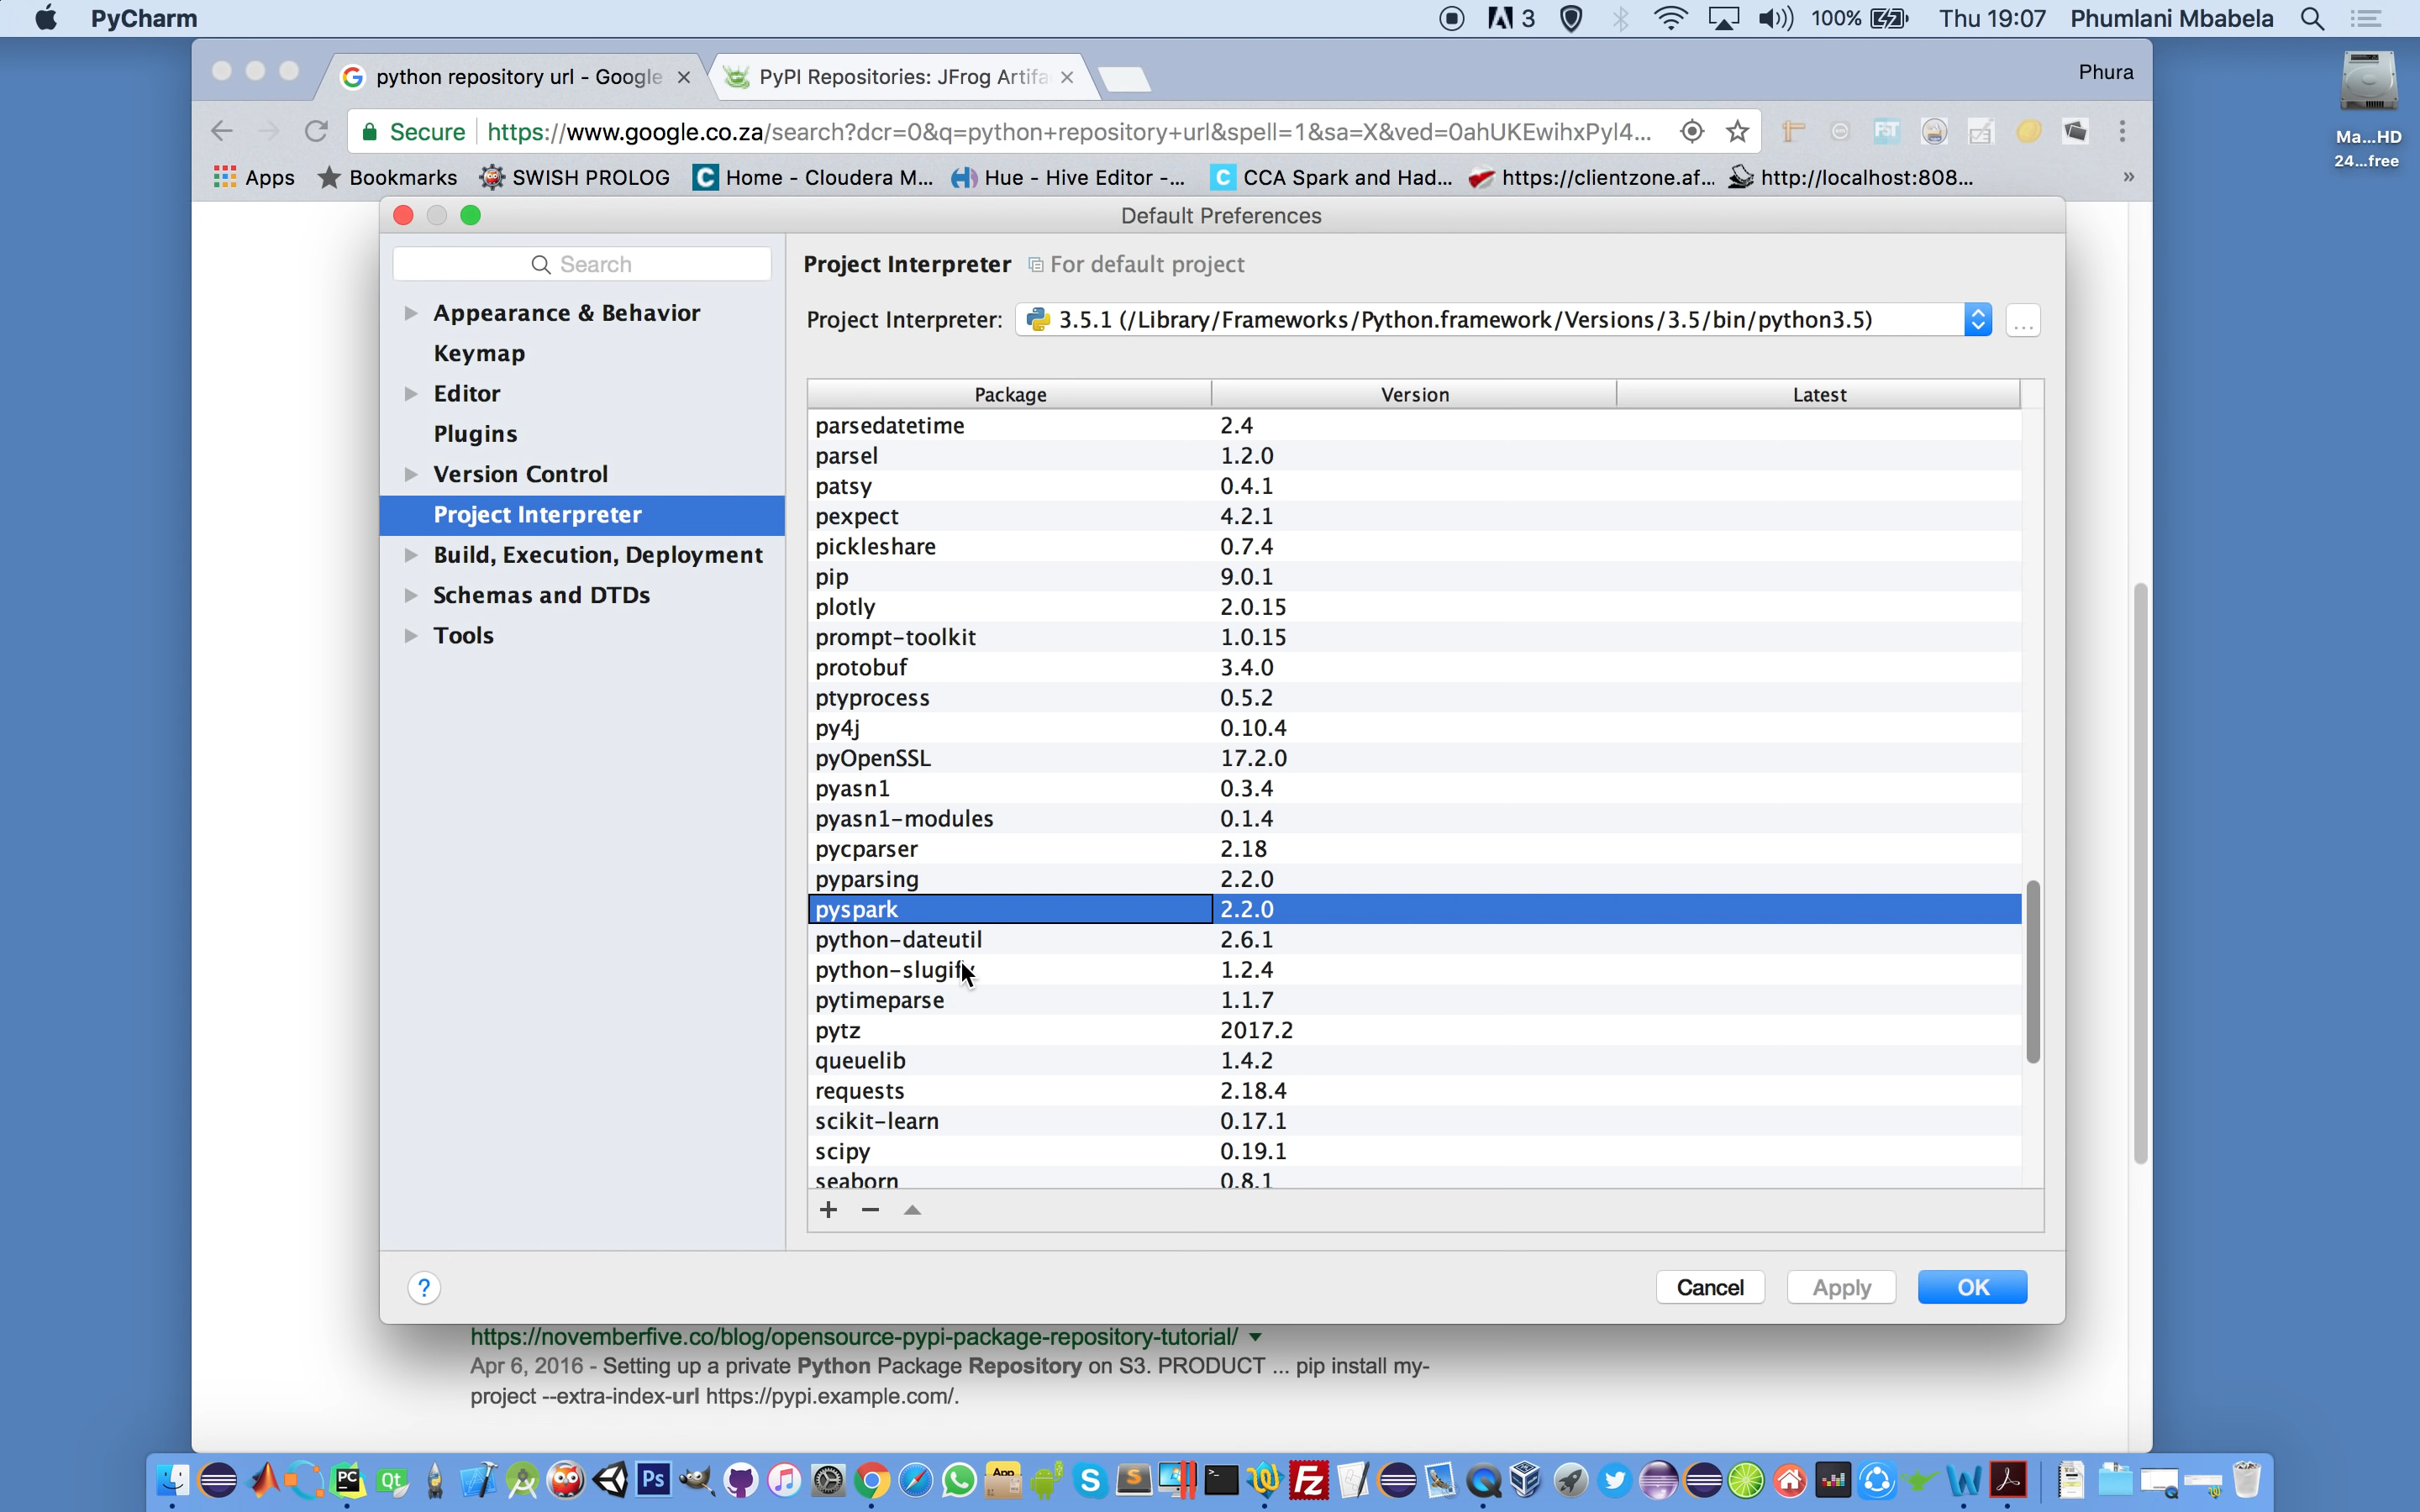 PyCharm 3 100% Thu 19:07 Phumlani Mbabela
python repository url - Google PyPI Repositories: JFrog Artifa Phura
Secure https://www.google.co.za/search?dcr=0&q=python+repository+url&spell=1&sa=X&ved=0ahUKEwihxPyl4...
Apps Bookmarks SWISH PROLOG Home - Cloudera M... Hue - Hive Editor -... CCA Spark and Had... https://clientzone.af... http://localhost:808... »
Ma...HD
24...free
Default Preferences
Search
Appearance & Behavior
Keymap
Editor
Plugins
Version Control
Project Interpreter
Build, Execution, Deployment
Schemas and DTDs
Tools
Project Interpreter For default project
Project Interpreter: 3.5.1 (/Library/Frameworks/Python.framework/Versions/3.5/bin/python3.5) ...
Package Version Latest
parsedatetime 2.4
parsel 1.2.0
patsy 0.4.1
pexpect 4.2.1
pickleshare 0.7.4
pip 9.0.1
plotly 2.0.15
prompt-toolkit 1.0.15
protobuf 3.4.0
ptyprocess 0.5.2
py4j 0.10.4
pyOpenSSL 17.2.0
pyasn1 0.3.4
pyasn1-modules 0.1.4
pycparser 2.18
pyparsing 2.2.0
pyspark 2.2.0
python-dateutil 2.6.1
python-slugify 1.2.4
pytimeparse 1.1.7
pytz 2017.2
queuelib 1.4.2
requests 2.18.4
scikit-learn 0.17.1
scipy 0.19.1
seaborn 0.8.1
+ −
? Cancel Apply OK
https://novemberfive.co/blog/opensource-pypi-package-repository-tutorial/
Apr 6, 2016 - Setting up a private Python Package Repository on S3. PRODUCT ... pip install my-
project --extra-index-url https://pypi.example.com/.
PC Qt Ps App S S Fz W